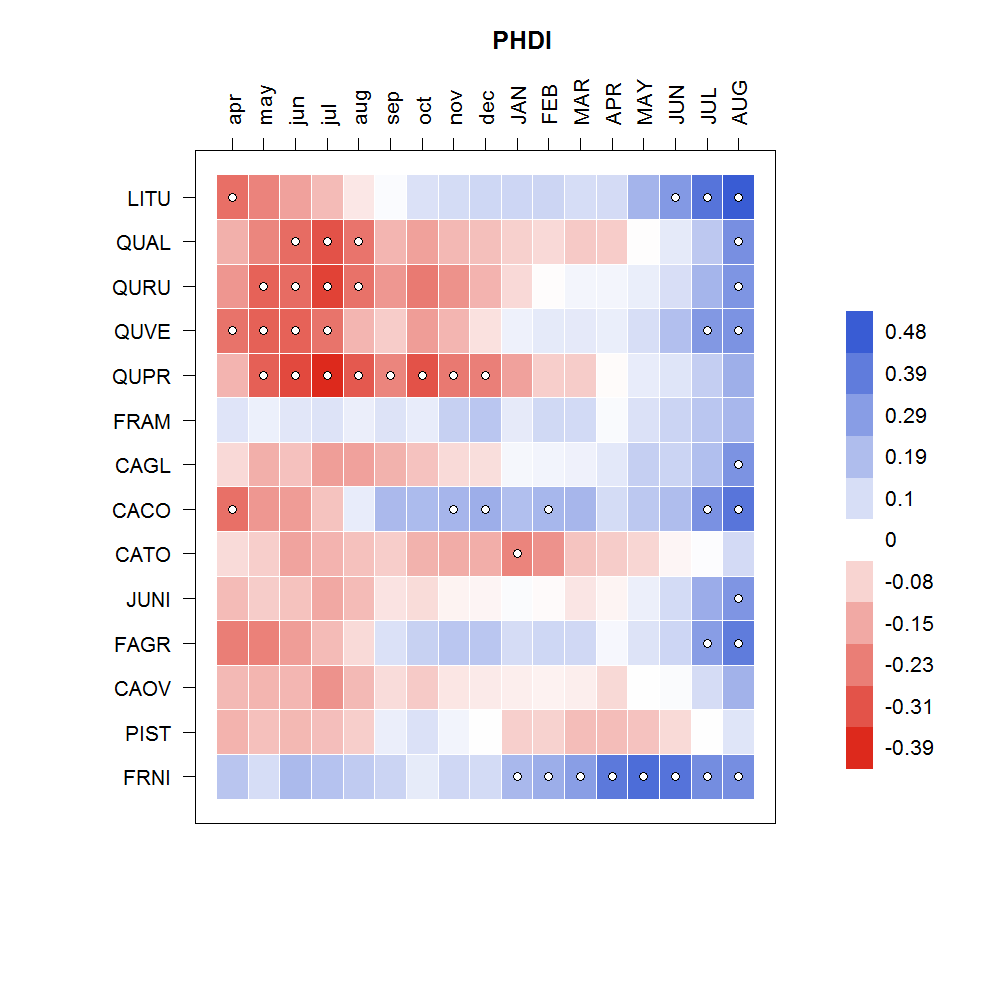 PHDI
apr may jun jul aug sep oct nov dec JAN FEB MAR APR MAY JUN JUL AUG
LITU
QUAL
QURU
QUVE
QUPR
FRAM
CAGL
CACO
CATO
JUNI
FAGR
CAOV
PIST
FRNI
0.48
0.39
0.29
0.19
0.1
0
-0.08
-0.15
-0.23
-0.31
-0.39